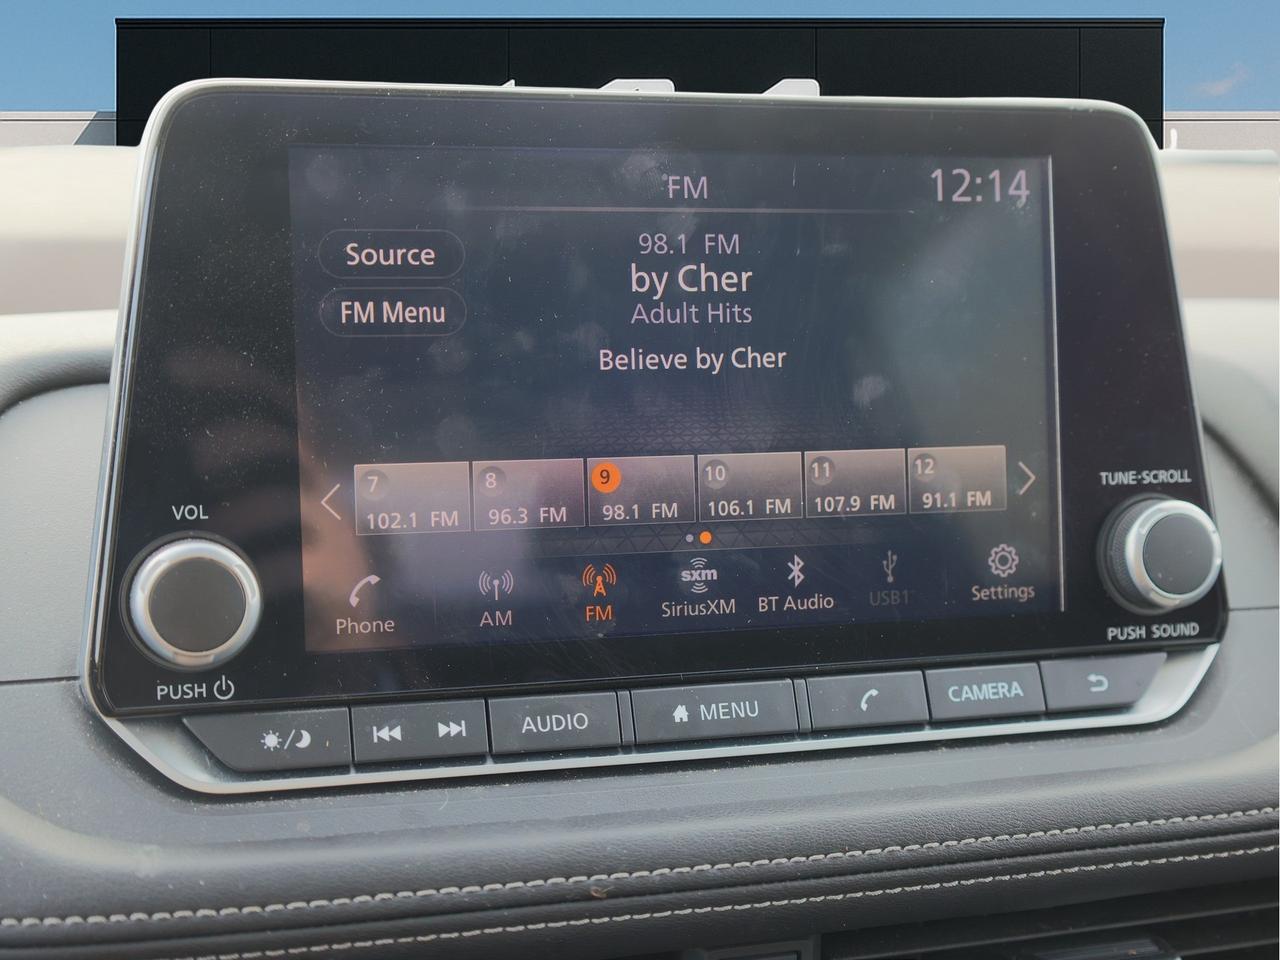 FM
12:14
Source
98.1 FM
by Cher
FM Menu
Adult Hits
Believe by Cher
7 8 9 10 11 12
102.1 FM 96.3 FM 98.1 FM 106.1 FM 107.9 FM 91.1 FM
Phone AM FM sxm SiriusXM BT Audio USB1 Settings
VOL
PUSH
TUNE·SCROLL
PUSH SOUND
AUDIO MENU CAMERA